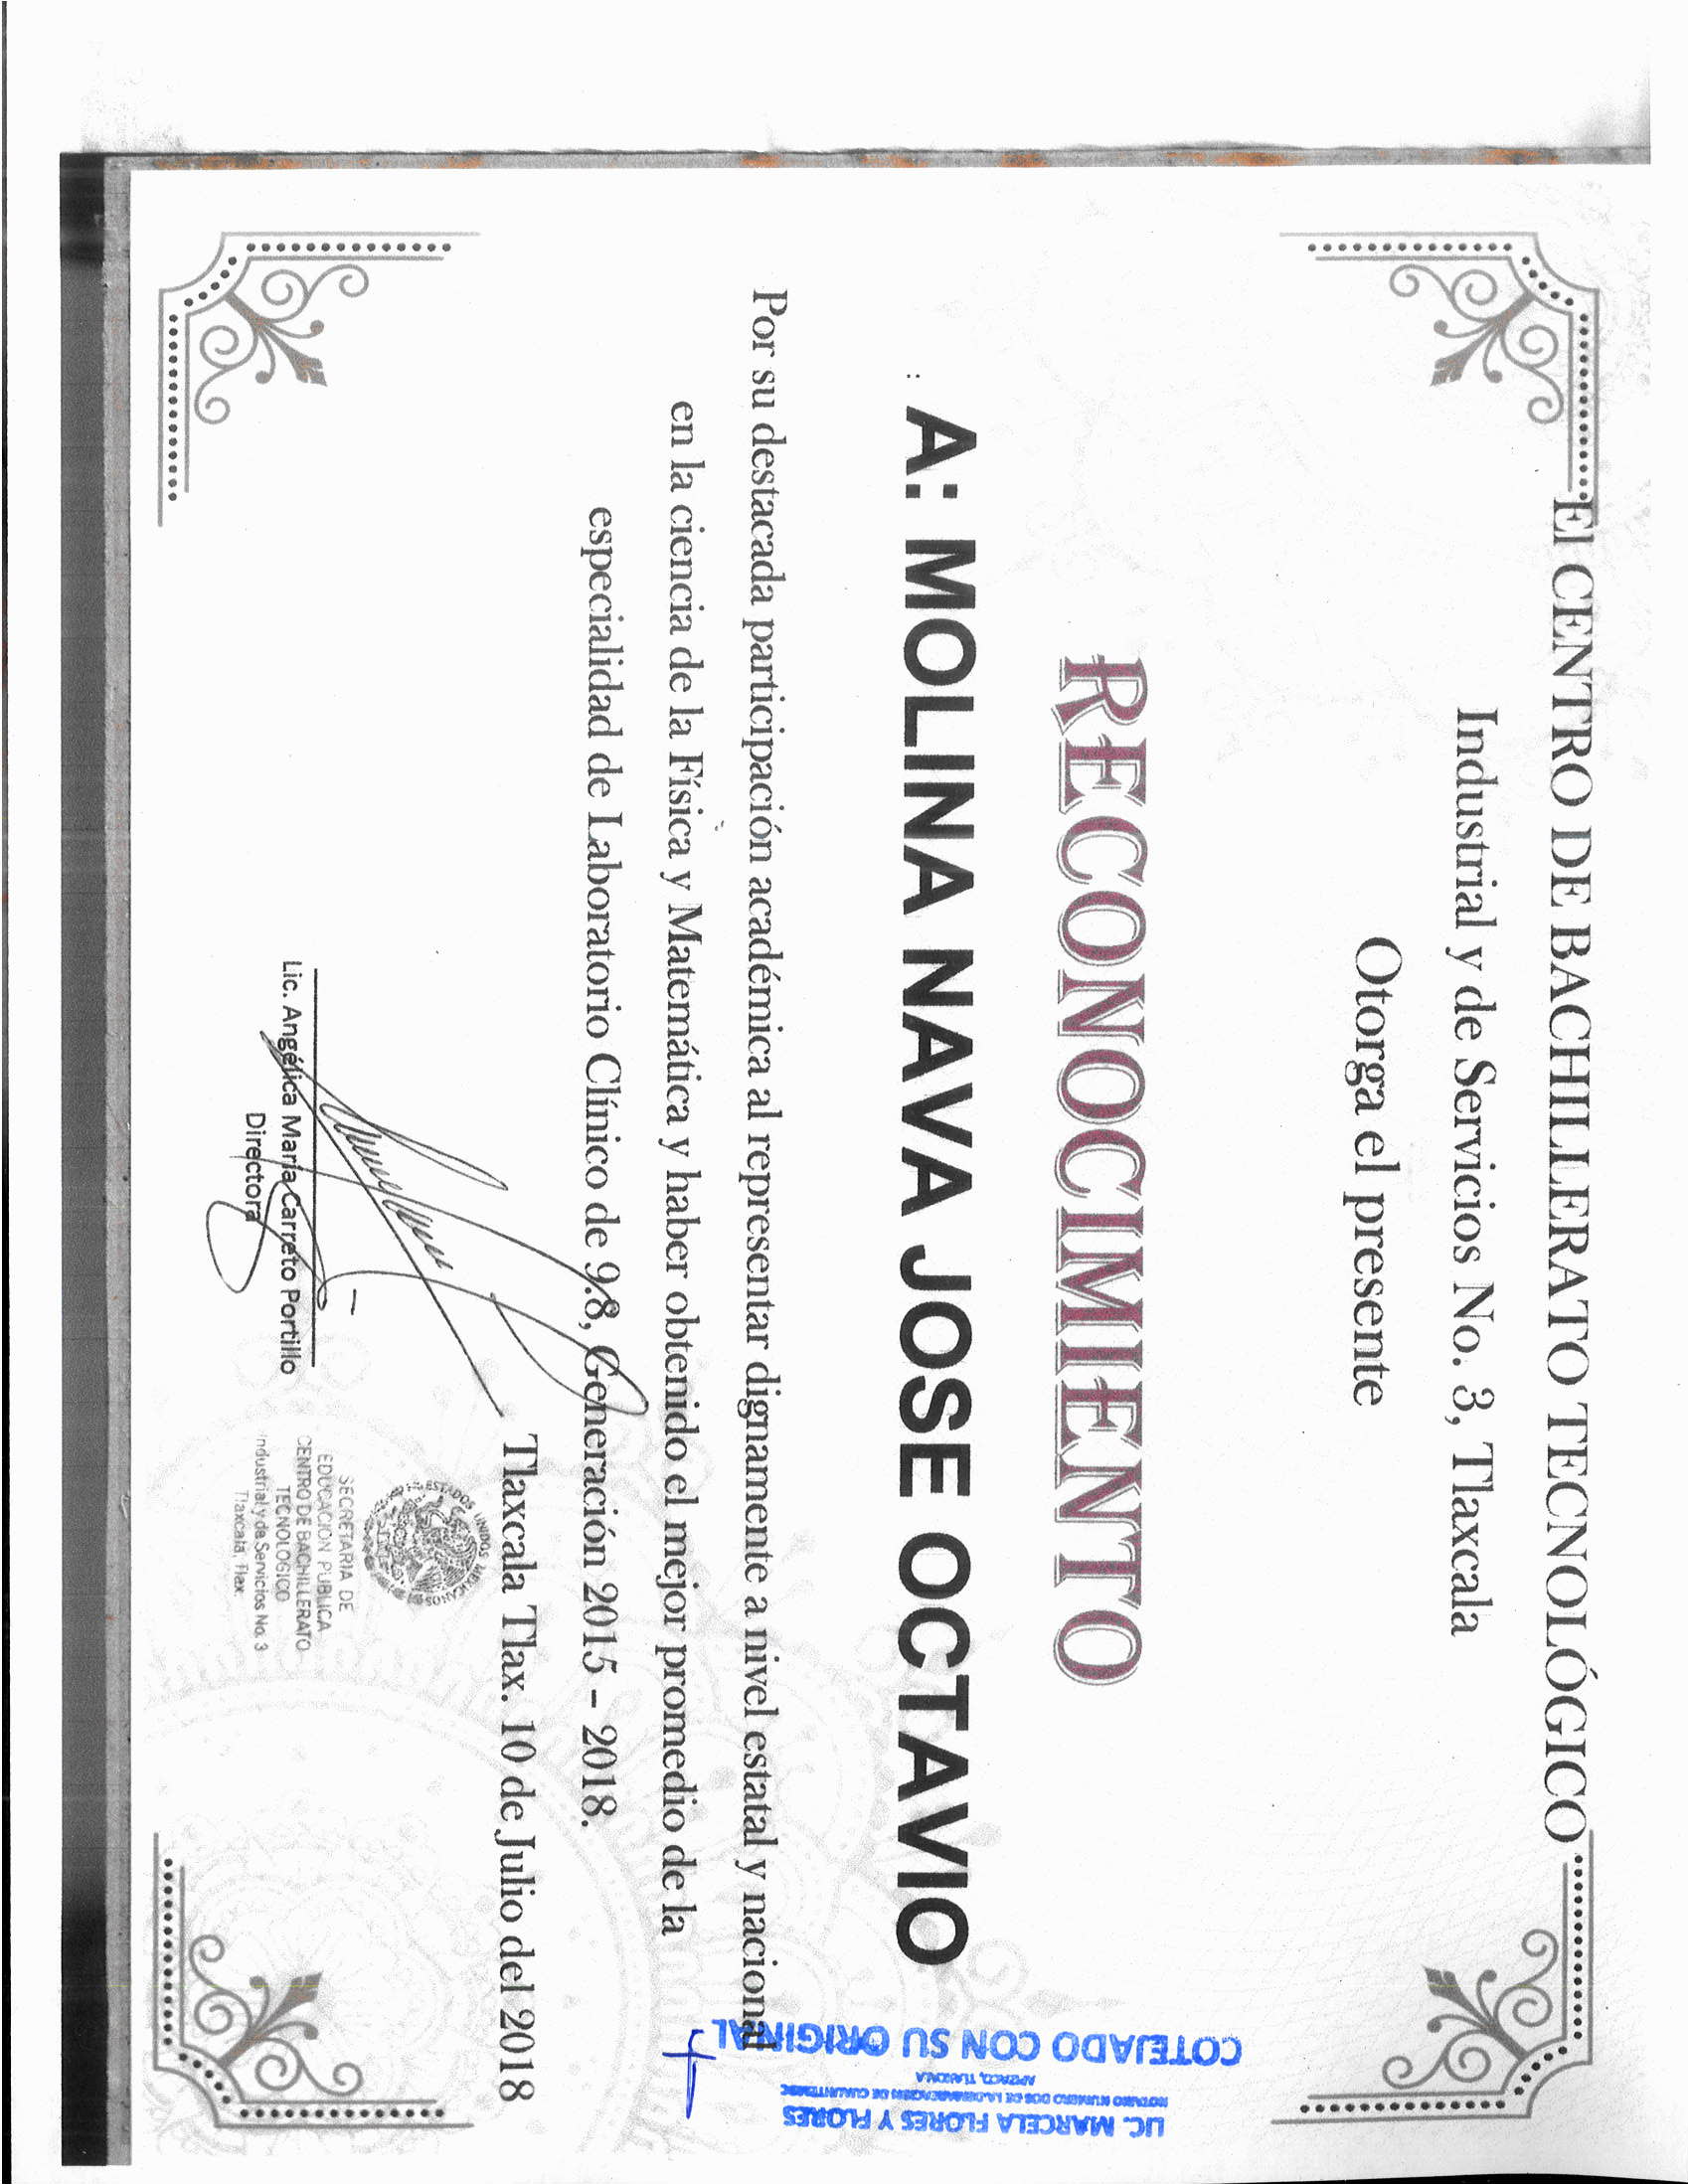 El CENTRO DE BACHILLERATO TECNOLÓGICO
Industrial y de Servicios No. 3, Tlaxcala
Otorga el presente
RECONOCIMIENTO
A: MOLINA NAVA JOSE OCTAVIO
Por su destacada participación académica al representar dignamente a nivel estatal y nacional
en la ciencia de la Física y Matemática y haber obtenido el mejor promedio de la
especialidad de Laboratorio Clínico de 9.8, Generación 2015 – 2018.
Tlaxcala Tlax. 10 de Julio del 2018
Lic. Angélica María Carreto Portillo
Directora
ESTADOS UNIDOS MEXICANOS
SECRETARIA DE
EDUCACION PUBLICA
CENTRO DE BACHILLERATO
TECNOLOGICO
Industrial y de Servicios No. 3
Tlaxcala, Tlax.
LIC. MARCELA FLORES Y FLORES
NOTARIO NUMERO DOS DE LA DEMARCACION DE CUAUHTEMOC
APIZACO, TLAXCALA
COTEJADO CON SU ORIGINAL